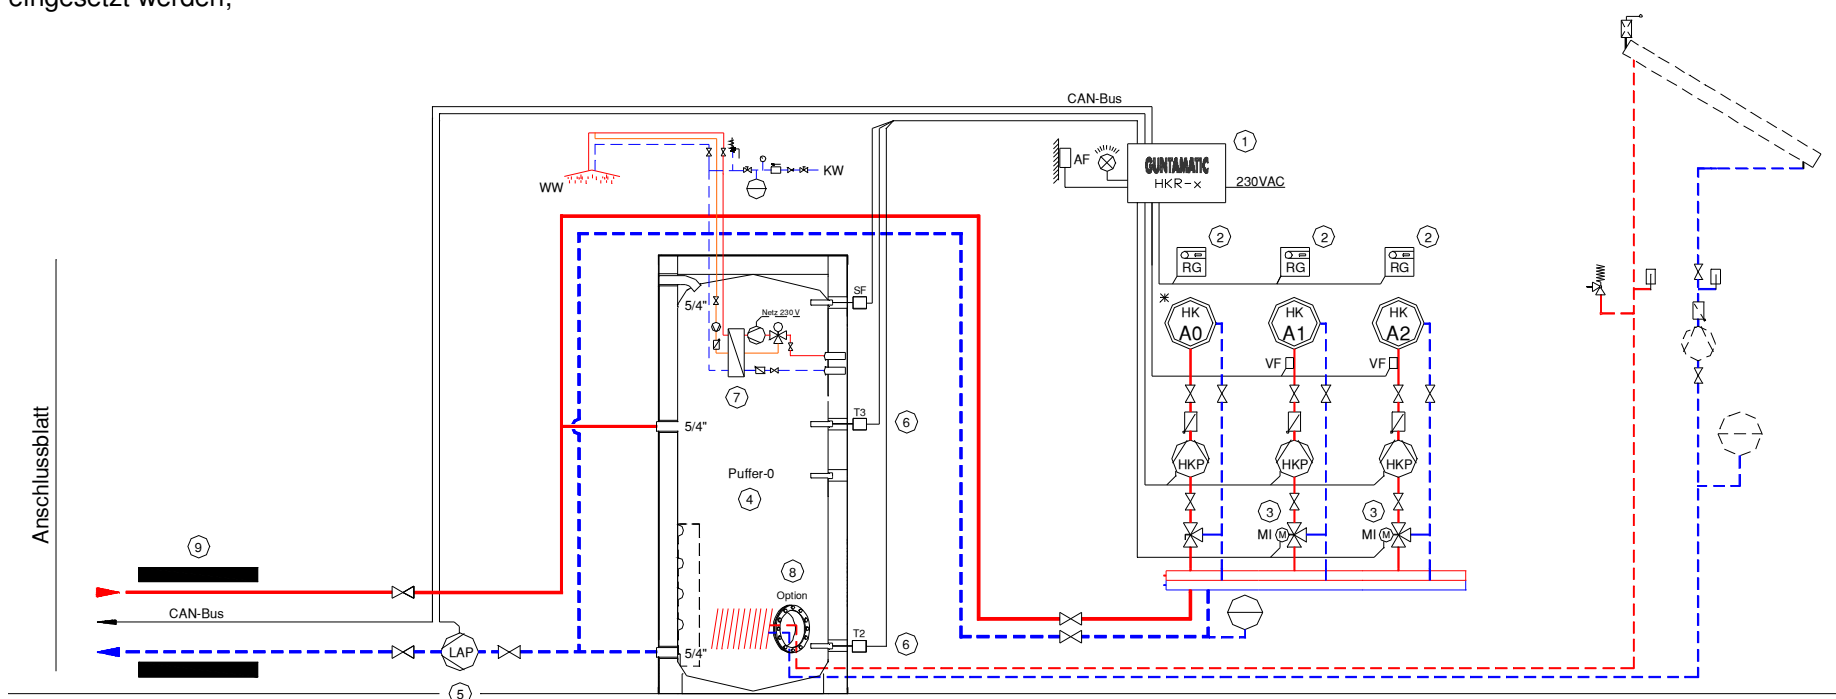 eingesetzt werden;
CAN-Bus
AF
GUNTAMATIC
HKR-x
1
230VAC
WW
KW
2
2
2
RG
RG
RG
SF
5/4"
Netz 230 V
*
HK
A0
HK
A1
HK
A2
VF
VF
7
T3
6
5/4"
Puffer-0
4
HKP
HKP
HKP
3
3
MI
M
MI
M
Anschlussblatt
9
8
Option
CAN-Bus
T2
6
LAP
5/4"
5